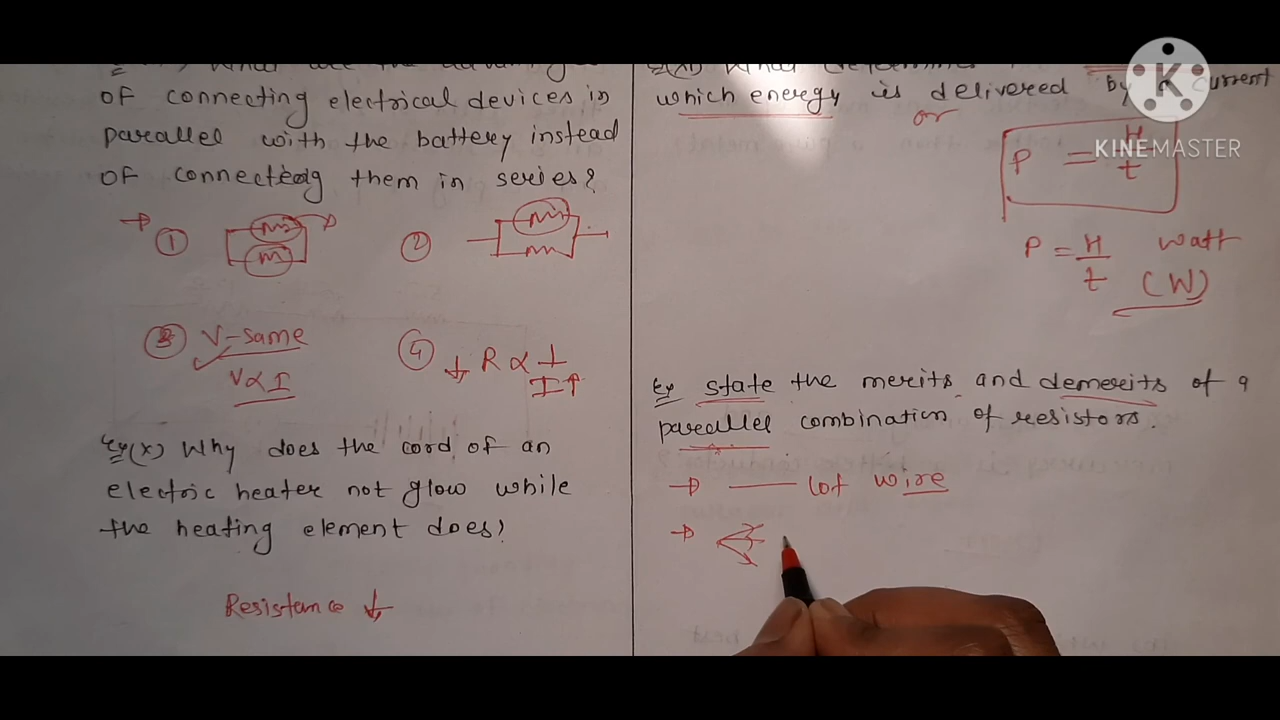 of connecting electrical devices in
parallel with the battery instead
of connecting them in series?
①
②
③ V-same
V∝I
④ ↓ R ∝ 1
I↑
(x) Why does the cord of an
electric heater not glow while
the heating element does?
Resistance ↓
which energy is delivered by a current
or
P = H
t
P = H
t
watt
(W)
Ex state the merits and demerits of a
parallel combination of resistors.
→ lot wire
→
KINEMASTER